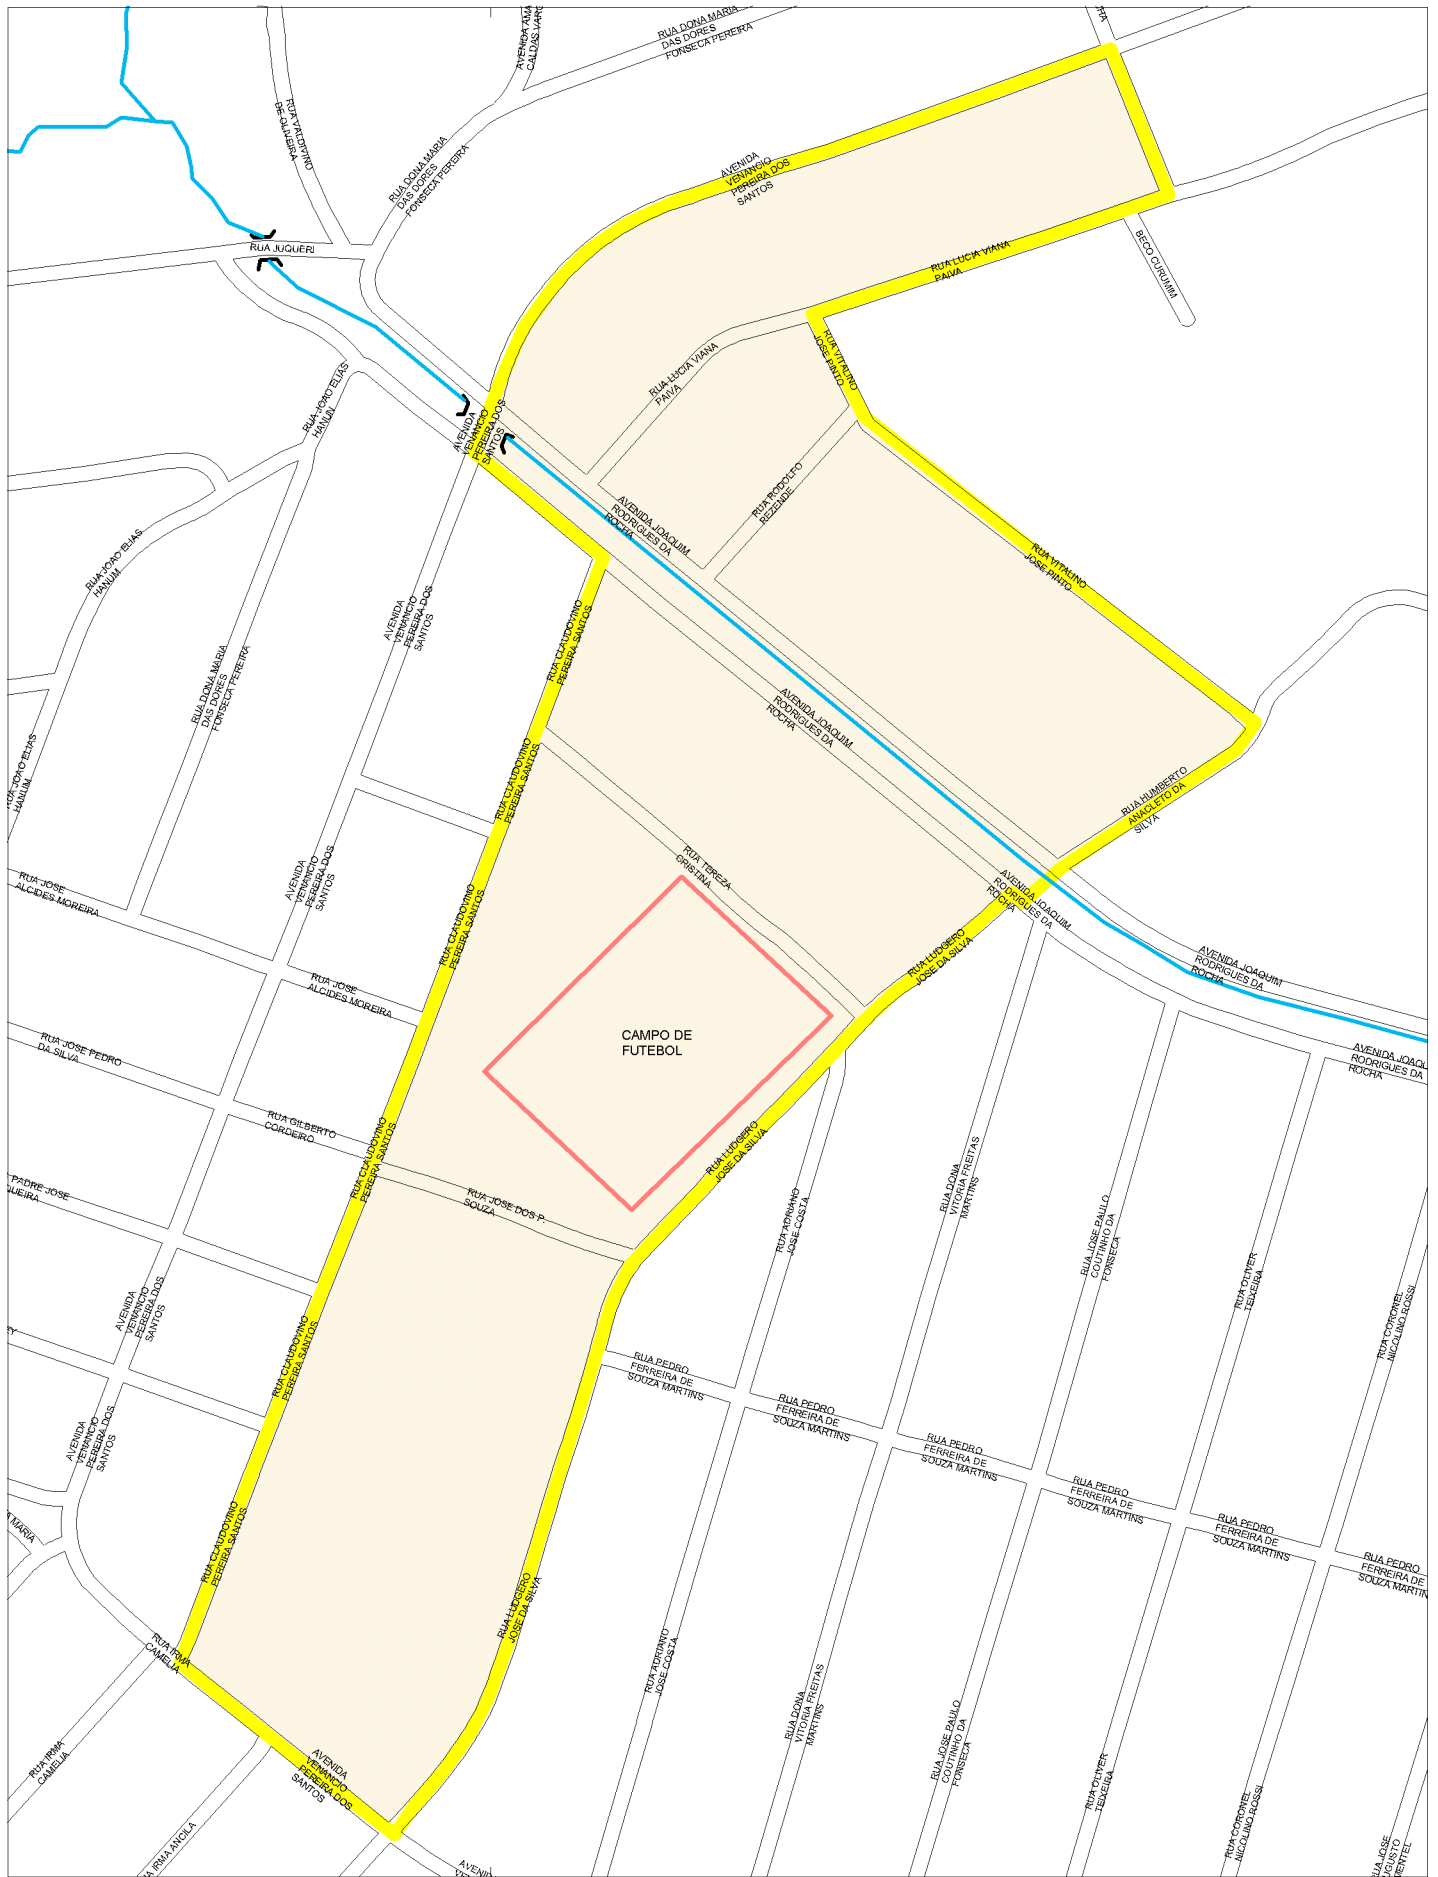 RUA DONA MARIA
DAS DORES
FONSECA PEREIRA
RUA VALDIVINO
DE OLIVEIRA
RUA DONA MARIA
DAS DORES
FONSECA PEREIRA
AVENIDA
VENANCIO
PEREIRA DOS
SANTOS
RUA JUQUERI
BECO CURUMIM
RUA LUCIA VIANA
PAIVA
RUA VITALINO
JOSE PINTO
RUA LUCIA VIANA
PAIVA
RUA JOAO ELIAS
HANUN
AVENIDA
VENANCIO
PEREIRA DOS
SANTOS
RUA RODOLFO
REZENDE
AVENIDA JOAQUIM
RODRIGUES DA
ROCHA
RUA JOAO ELIAS
HANUM
RUA VITALINO
JOSE PINTO
AVENIDA
VENANCIO
PEREIRA DOS
SANTOS
RUA CLAUDOVINO
PEREIRA SANTOS
RUA DONA MARIA
DAS DORES
FONSECA PEREIRA
AVENIDA JOAQUIM
RODRIGUES DA
ROCHA
RUA JOAO ELIAS
HANUM
RUA CLAUDOVINO
PEREIRA SANTOS
RUA HUMBERTO
ANACLETO DA
SILVA
RUA TEREZA
CRISTINA
AVENIDA
VENANCIO
PEREIRA DOS
SANTOS
RUA JOSE
ALCIDES MOREIRA
AVENIDA JOAQUIM
RODRIGUES DA
ROCHA
RUA CLAUDOVINO
PEREIRA SANTOS
RUA LUDGERO
JOSE DA SILVA
AVENIDA JOAQUIM
RODRIGUES DA
ROCHA
RUA JOSE
ALCIDES MOREIRA
CAMPO DE
FUTEBOL
RUA JOSE PEDRO
DA SILVA
AVENIDA JOAQU
RODRIGUES DA
ROCHA
RUA GILBERTO
CORDEIRO
RUA CLAUDOVINO
PEREIRA SANTOS
RUA LUDGERO
JOSE DA SILVA
RUA DONA
VITORIA FREITAS
MARTINS
PADRE JOSE
QUEIRA
RUA JOSE DOS P.
SOUZA
RUA ADRIANO
JOSE COSTA
RUA JOSE PAULO
COUTINHO DA
FONSECA
RUA OLIVER
TEIXEIRA
AVENIDA
VENANCIO
PEREIRA DOS
SANTOS
RUA CORONEL
NICOLINO ROSSI
RUA CLAUDOVINO
PEREIRA SANTOS
RUA PEDRO
FERREIRA DE
SOUZA MARTINS
RUA PEDRO
FERREIRA DE
SOUZA MARTINS
AVENIDA
VENANCIO
PEREIRA DOS
SANTOS
RUA PEDRO
FERREIRA DE
SOUZA MARTINS
RUA PEDRO
FERREIRA DE
SOUZA MARTINS
RUA PEDRO
FERREIRA DE
SOUZA MARTINS
RUA PEDRO
FERREIRA DE
SOUZA MARTIN
MARIA
RUA CLAUDOVINO
PEREIRA SANTOS
RUA LUDGERO
JOSE DA SILVA
RUA IRMA
CAMELIA
RUA ADRIANO
JOSE COSTA
RUA DONA
VITORIA FREITAS
MARTINS
RUA JOSE PAULO
COUTINHO DA
FONSECA
RUA OLIVER
TEIXEIRA
RUA IRMA
CAMELIA
AVENIDA
VENANCIO
PEREIRA DOS
SANTOS
RUA CORONEL
NICOLINO ROSSI
IRMA ANCILA
RUA JOSE
UGUSTO
MENTEL